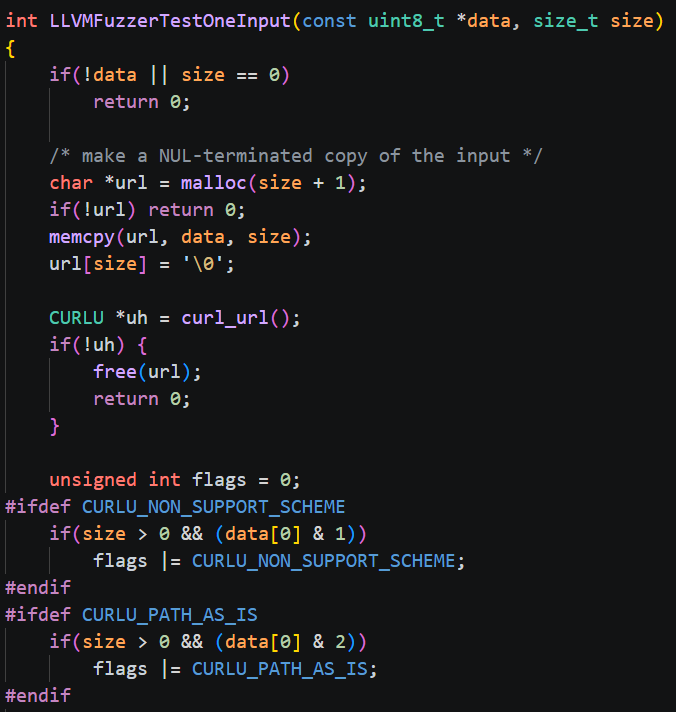 int LLVMFuzzerTestOneInput(const uint8_t *data, size_t size)
{
    if(!data || size == 0)
        return 0;

    /* make a NUL-terminated copy of the input */
    char *url = malloc(size + 1);
    if(!url) return 0;
    memcpy(url, data, size);
    url[size] = '\0';

    CURLU *uh = curl_url();
    if(!uh) {
        free(url);
        return 0;
    }

    unsigned int flags = 0;
#ifdef CURLU_NON_SUPPORT_SCHEME
    if(size > 0 && (data[0] & 1))
        flags |= CURLU_NON_SUPPORT_SCHEME;
#endif
#ifdef CURLU_PATH_AS_IS
    if(size > 0 && (data[0] & 2))
        flags |= CURLU_PATH_AS_IS;
#endif